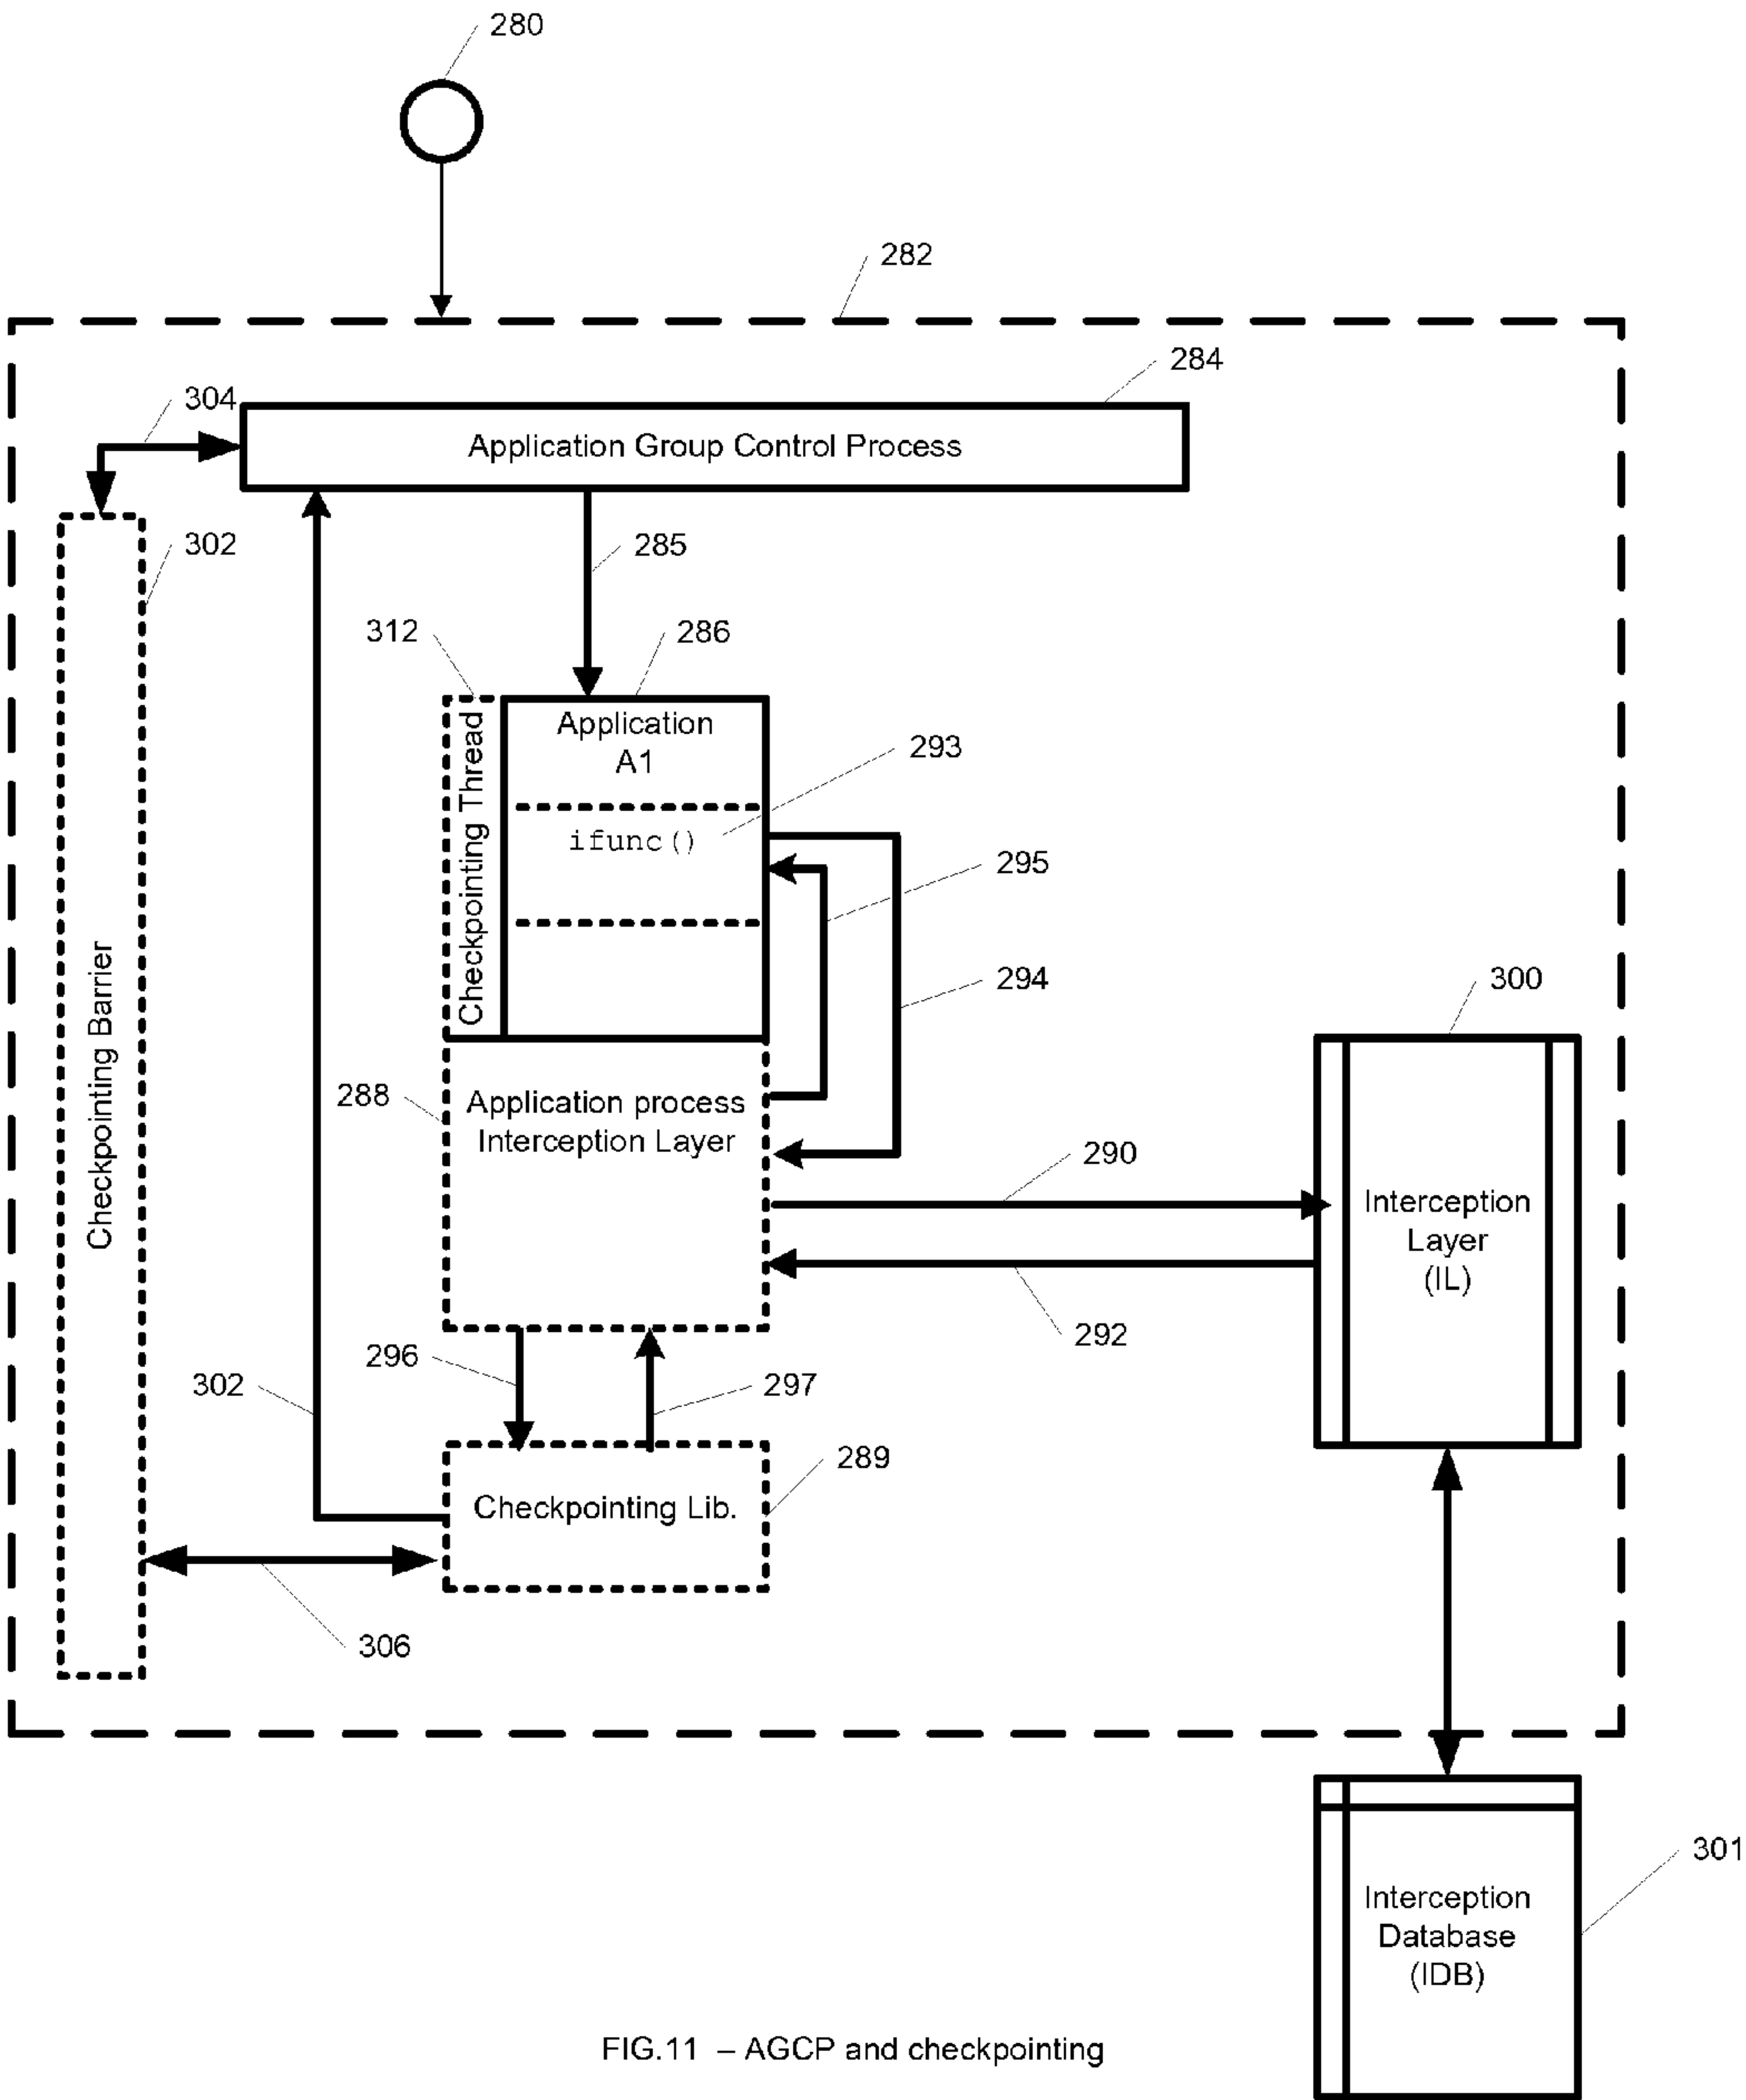 280
282
284
304
Application Group Control Process
302
285
312
286
Checkpointing Thread
Application
A1
293
ifunc()
295
294
300
Checkpointing Barrier
288
Application process
Interception Layer
290
Interception
Layer
(IL)
292
296
302
297
289
Checkpointing Lib.
306
301
Interception
Database
(IDB)
FIG.11 – AGCP and checkpointing